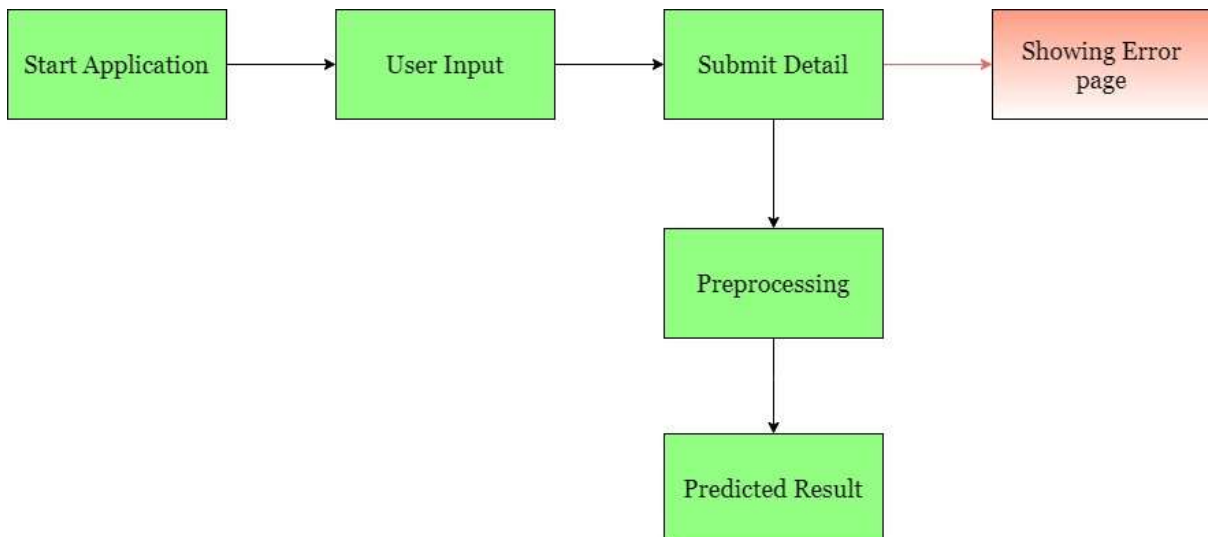 Start Application
User Input
Submit Detail
Showing Error
page
Preprocessing
Predicted Result